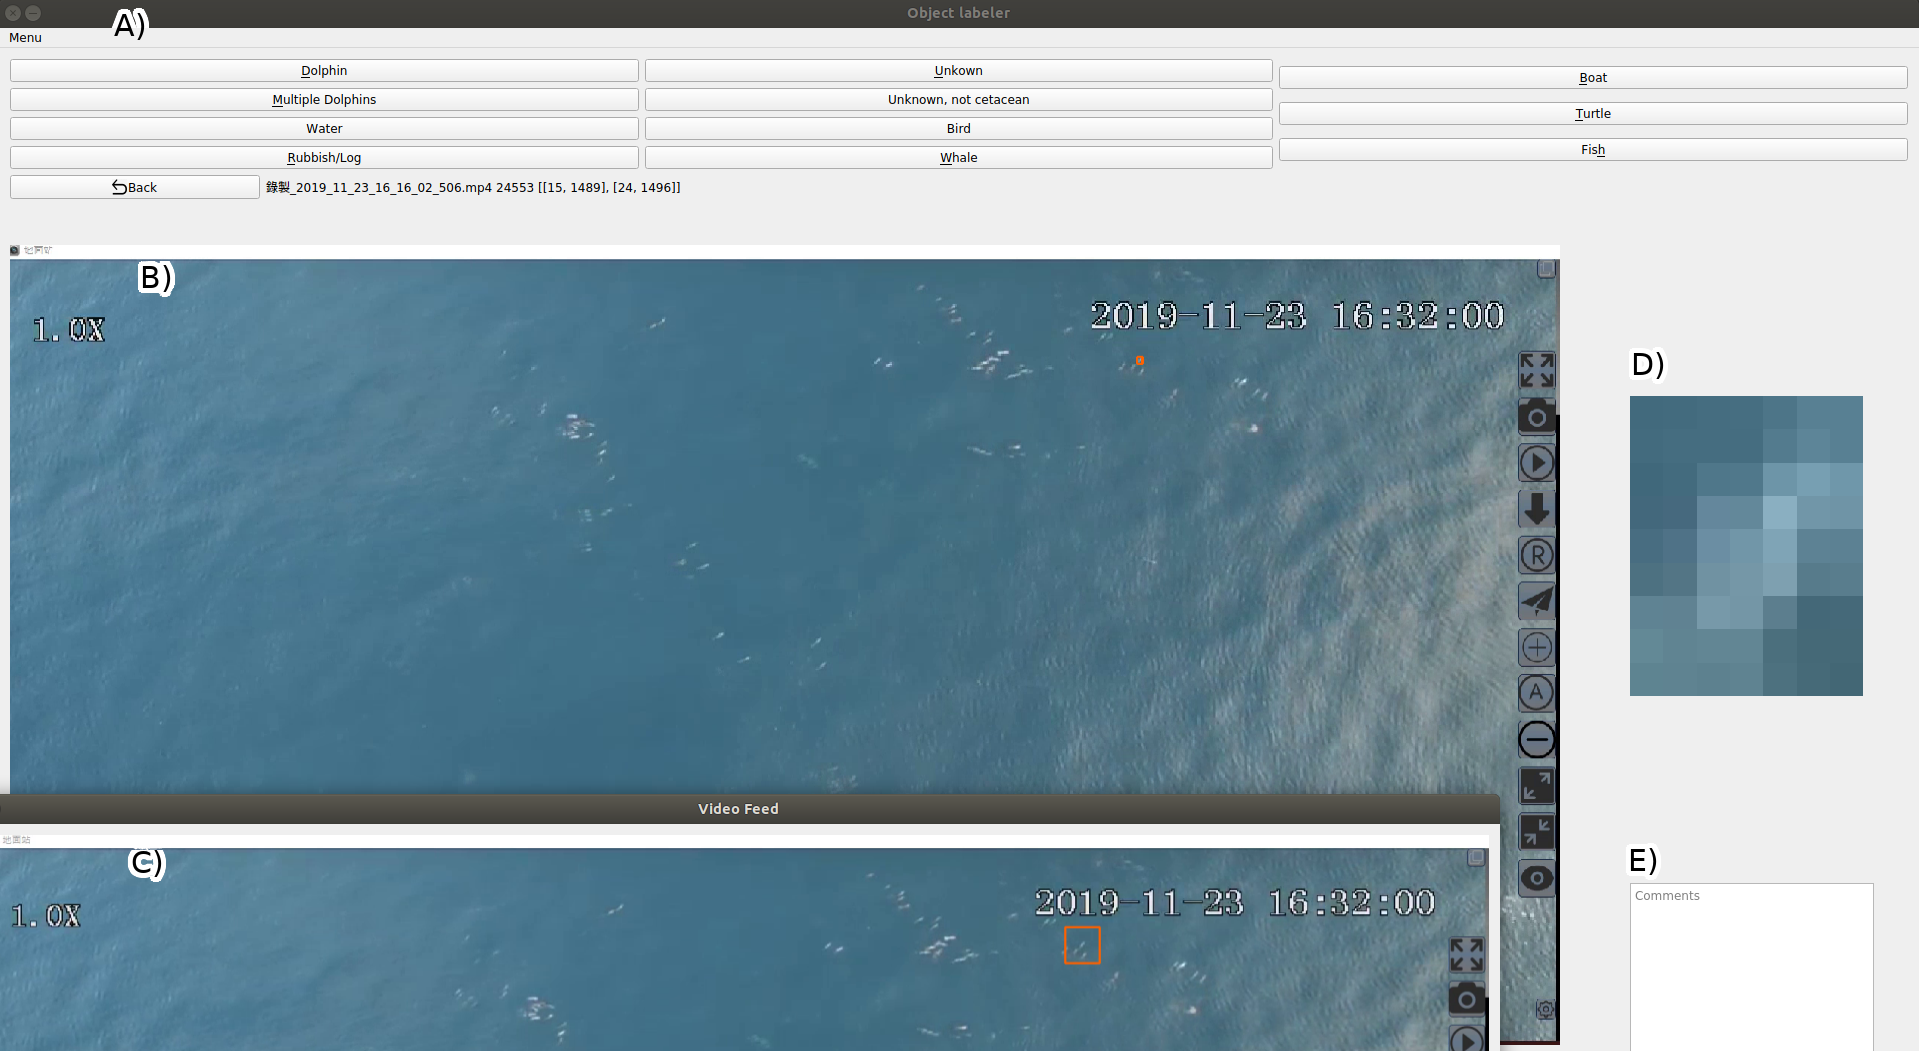 Object labeler
A)
Menu
Dolphin
Unkown
Boat
Multiple Dolphins
Unknown, not cetacean
Turtle
Water
Bird
Fish
Rubbish/Log
Whale
Back
錄製_2019_11_23_16_16_02_506.mp4 24553 [[15, 1489], [24, 1496]]
B)
1.0X
2019-11-23 16:32:00
D)
R
A
Video Feed
地面站
C)
1.0X
2019-11-23 16:32:00
E)
Comments